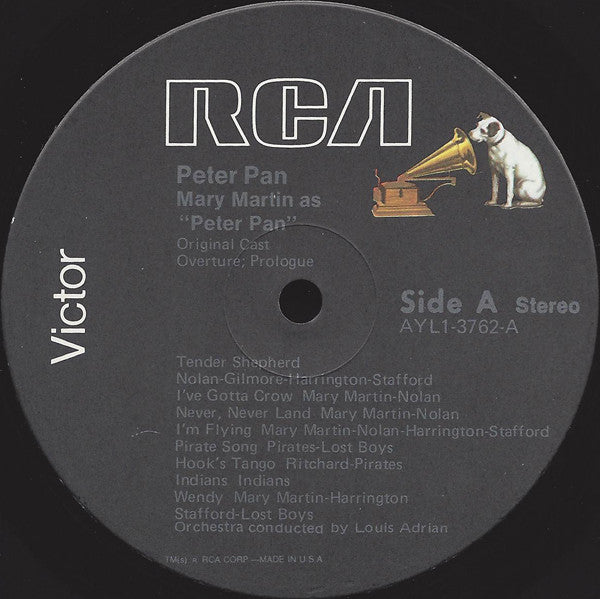 RCA
Peter Pan
Mary Martin as
"Peter Pan"
Original Cast
Overture; Prologue
Victor
Side A Stereo
AYL1-3762-A
Tender Shepherd
Nolan-Gilmore-Harrington-Stafford
I've Gotta Crow Mary Martin-Nolan
Never, Never Land Mary Martin-Nolan
I'm Flying Mary Martin-Nolan-Harrington-Stafford
Pirate Song Pirates-Lost Boys
Hook's Tango Ritchard-Pirates
Indians Indians
Wendy Mary Martin-Harrington
Stafford-Lost Boys
Orchestra conducted by Louis Adrian
TM(s) ® RCA CORP.—MADE IN U.S.A